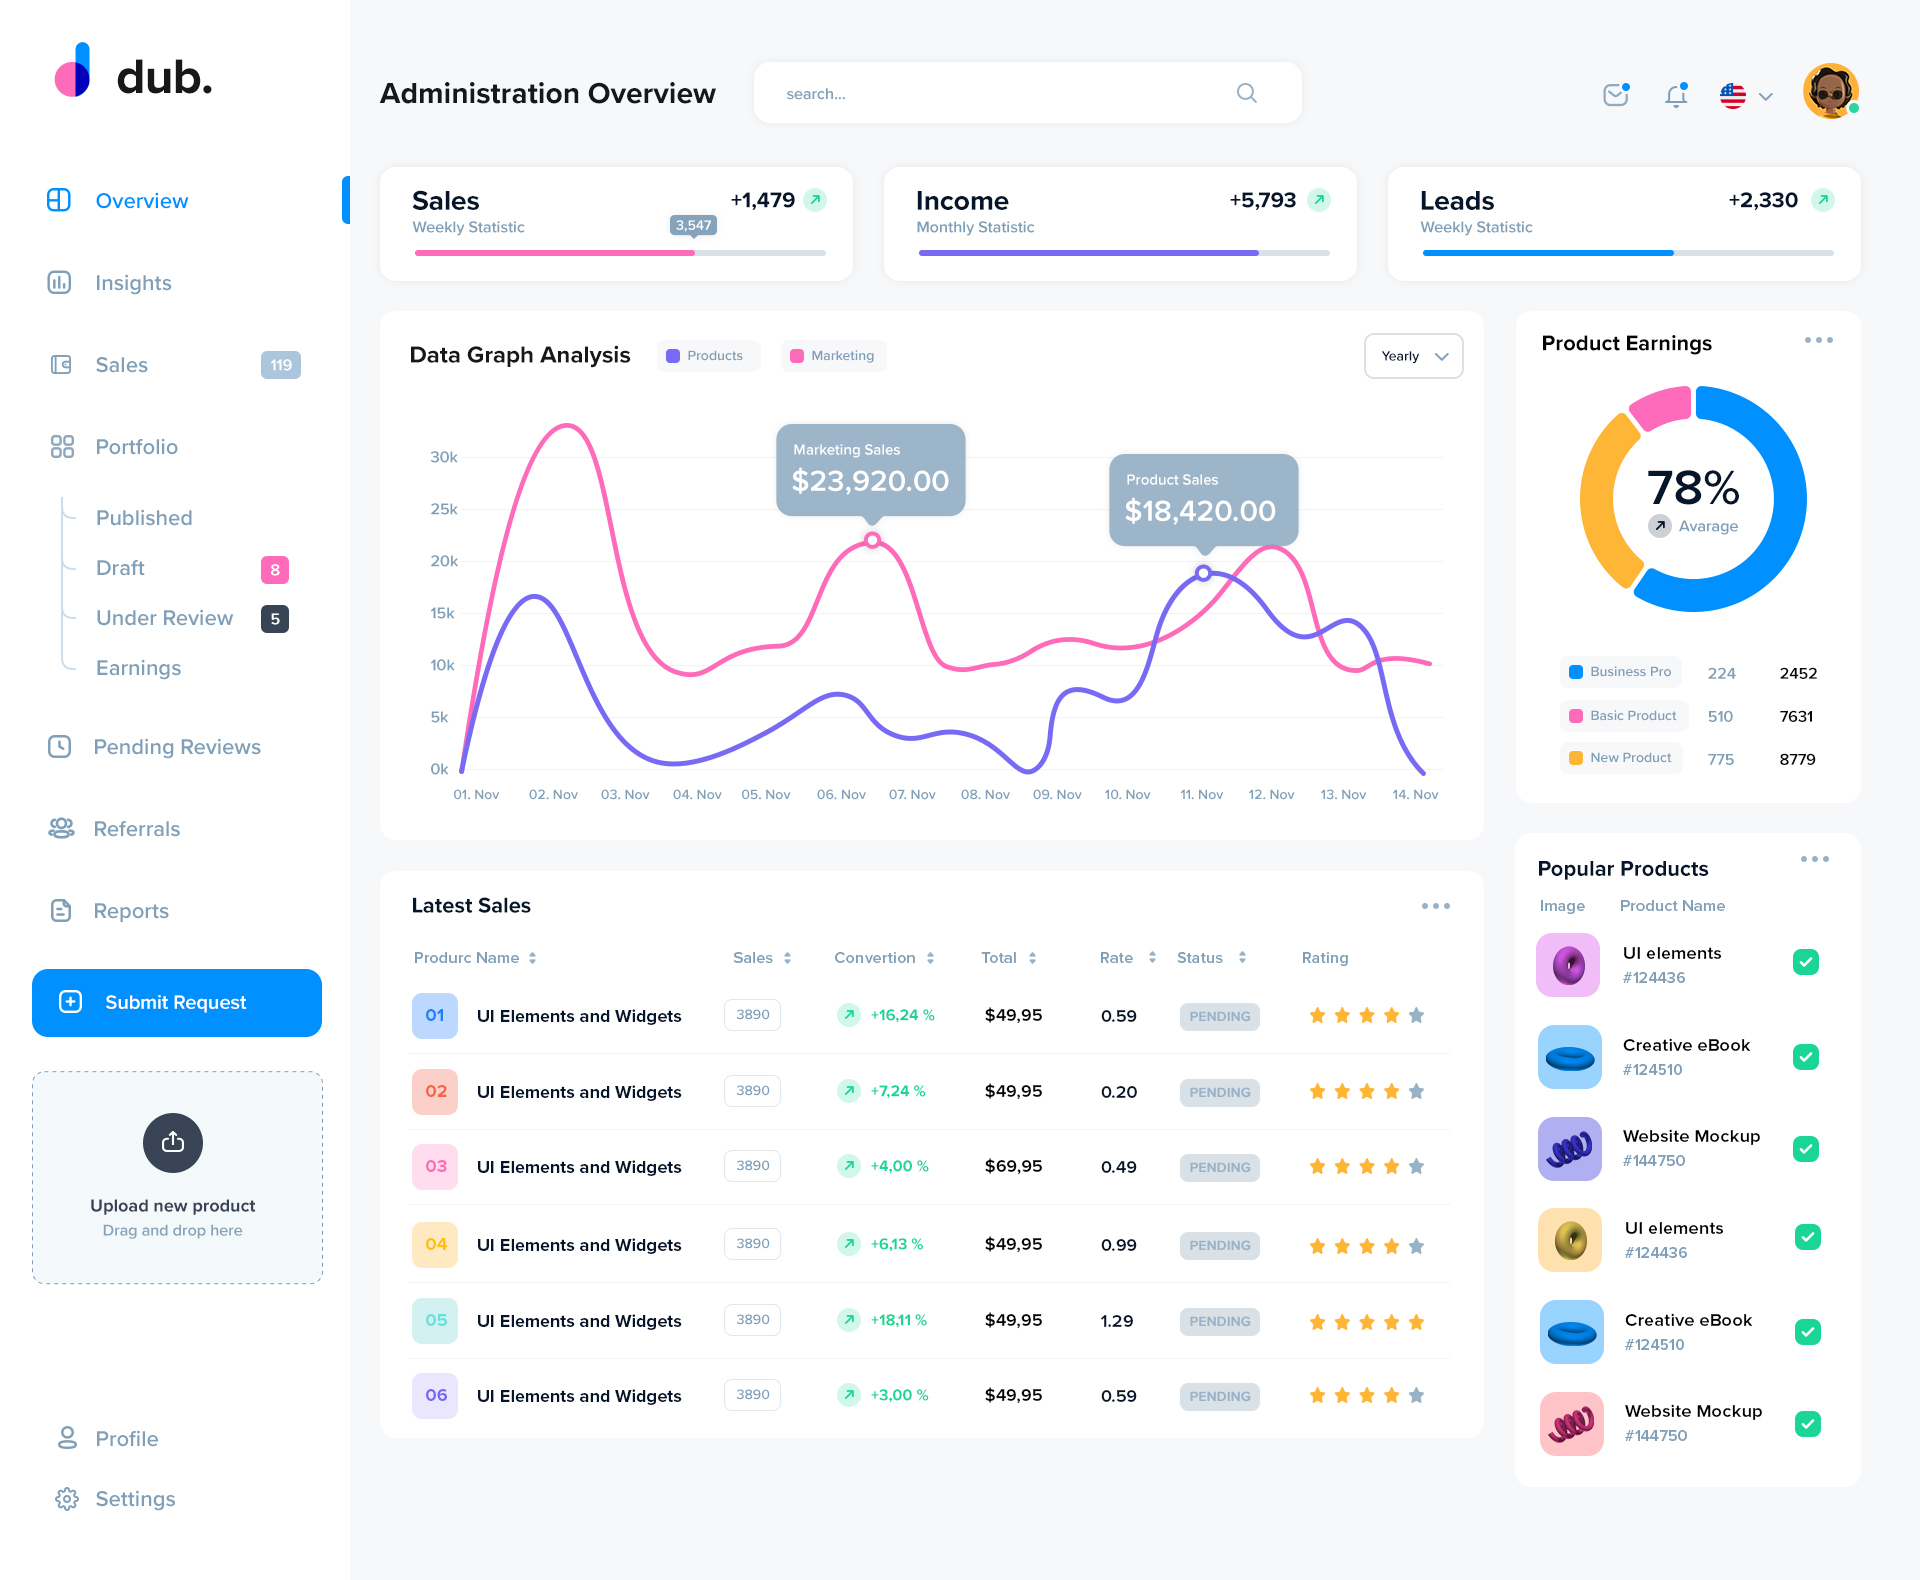 dub.
Overview
Insights
Sales 119
Portfolio
Published
Draft 8
Under Review 5
Earnings
Pending Reviews
Referrals
Reports
Submit Request
Upload new product
Drag and drop here
Profile
Settings
Administration Overview
search...
Sales +1,479
Weekly Statistic 3,547
Income +5,793
Monthly Statistic
Leads +2,330
Weekly Statistic
Data Graph Analysis Products Marketing Yearly
30k
25k
20k
15k
10k
5k
0k
Marketing Sales
$23,920.00
Product Sales
$18,420.00
01. Nov 02. Nov 03. Nov 04. Nov 05. Nov 06. Nov 07. Nov 08. Nov 09. Nov 10. Nov 11. Nov 12. Nov 13. Nov 14. Nov
Product Earnings
78%
Avarage
Business Pro 224 2452
Basic Product 510 7631
New Product 775 8779
Latest Sales
Produrc Name Sales Convertion Total Rate Status Rating
01 UI Elements and Widgets 3890 +16,24 % $49,95 0.59 PENDING
02 UI Elements and Widgets 3890 +7,24 % $49,95 0.20 PENDING
03 UI Elements and Widgets 3890 +4,00 % $69,95 0.49 PENDING
04 UI Elements and Widgets 3890 +6,13 % $49,95 0.99 PENDING
05 UI Elements and Widgets 3890 +18,11 % $49,95 1.29 PENDING
06 UI Elements and Widgets 3890 +3,00 % $49,95 0.59 PENDING
Popular Products
Image Product Name
UI elements
#124436
Creative eBook
#124510
Website Mockup
#144750
UI elements
#124436
Creative eBook
#124510
Website Mockup
#144750